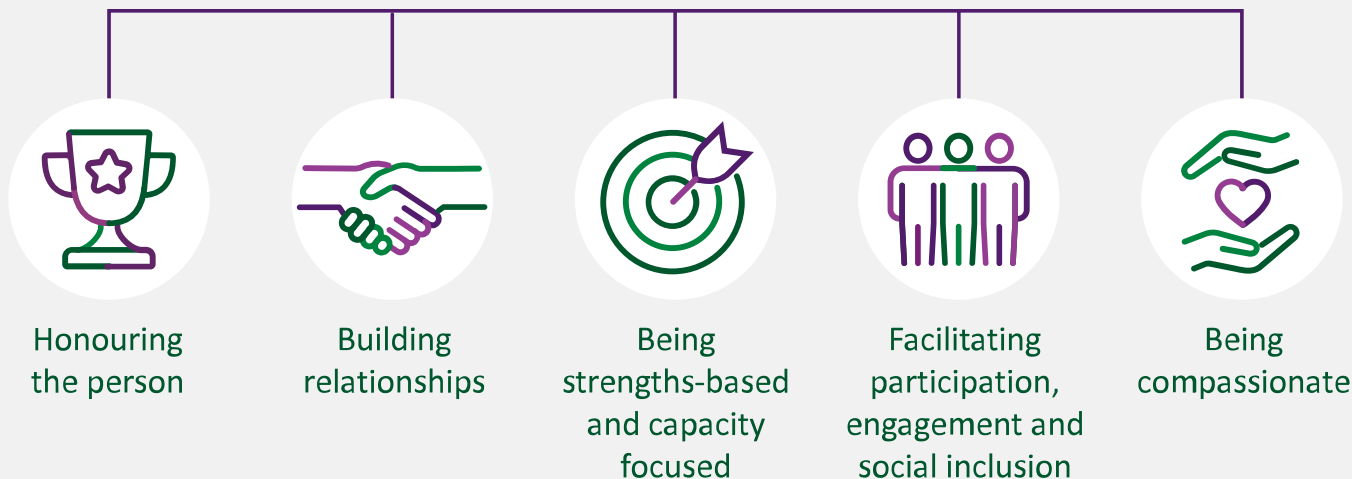 Honouring
the person
Building
relationships
Being
strengths-based
and capacity
focused
Facilitating
participation,
engagement and
social inclusion
Being
compassionate